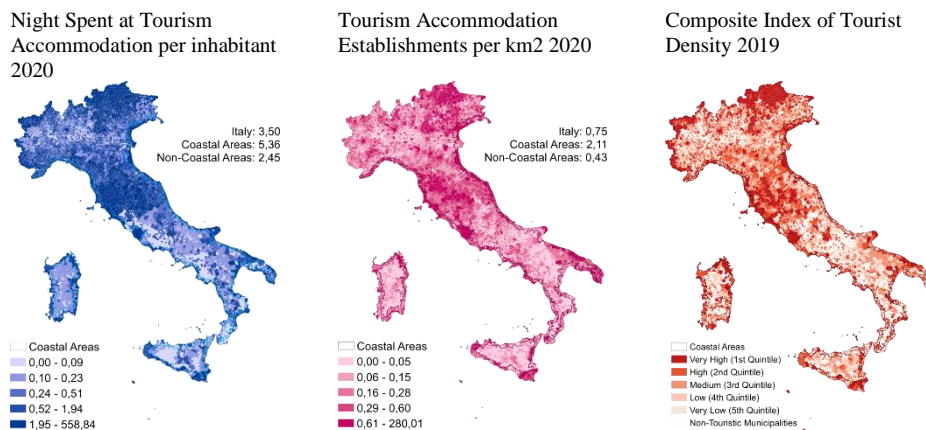 Night Spent at Tourism
Accommodation per inhabitant
2020
Italy: 3,50
Coastal Areas: 5,36
Non-Coastal Areas: 2,45
Coastal Areas
0,00 - 0,09
0,10 - 0,23
0,24 - 0,51
0,52 - 1,94
1,95 - 558,84
Tourism Accommodation
Establishments per km2 2020
Italy: 0,75
Coastal Areas: 2,11
Non-Coastal Areas: 0,43
Coastal Areas
0,00 - 0,05
0,06 - 0,15
0,16 - 0,28
0,29 - 0,60
0,61 - 280,01
Composite Index of Tourist
Density 2019
Coastal Areas
Very High (1st Quintile)
High (2nd Quintile)
Medium (3rd Quintile)
Low (4th Quintile)
Very Low (5th Quintile)
Non-Touristic Municipalities